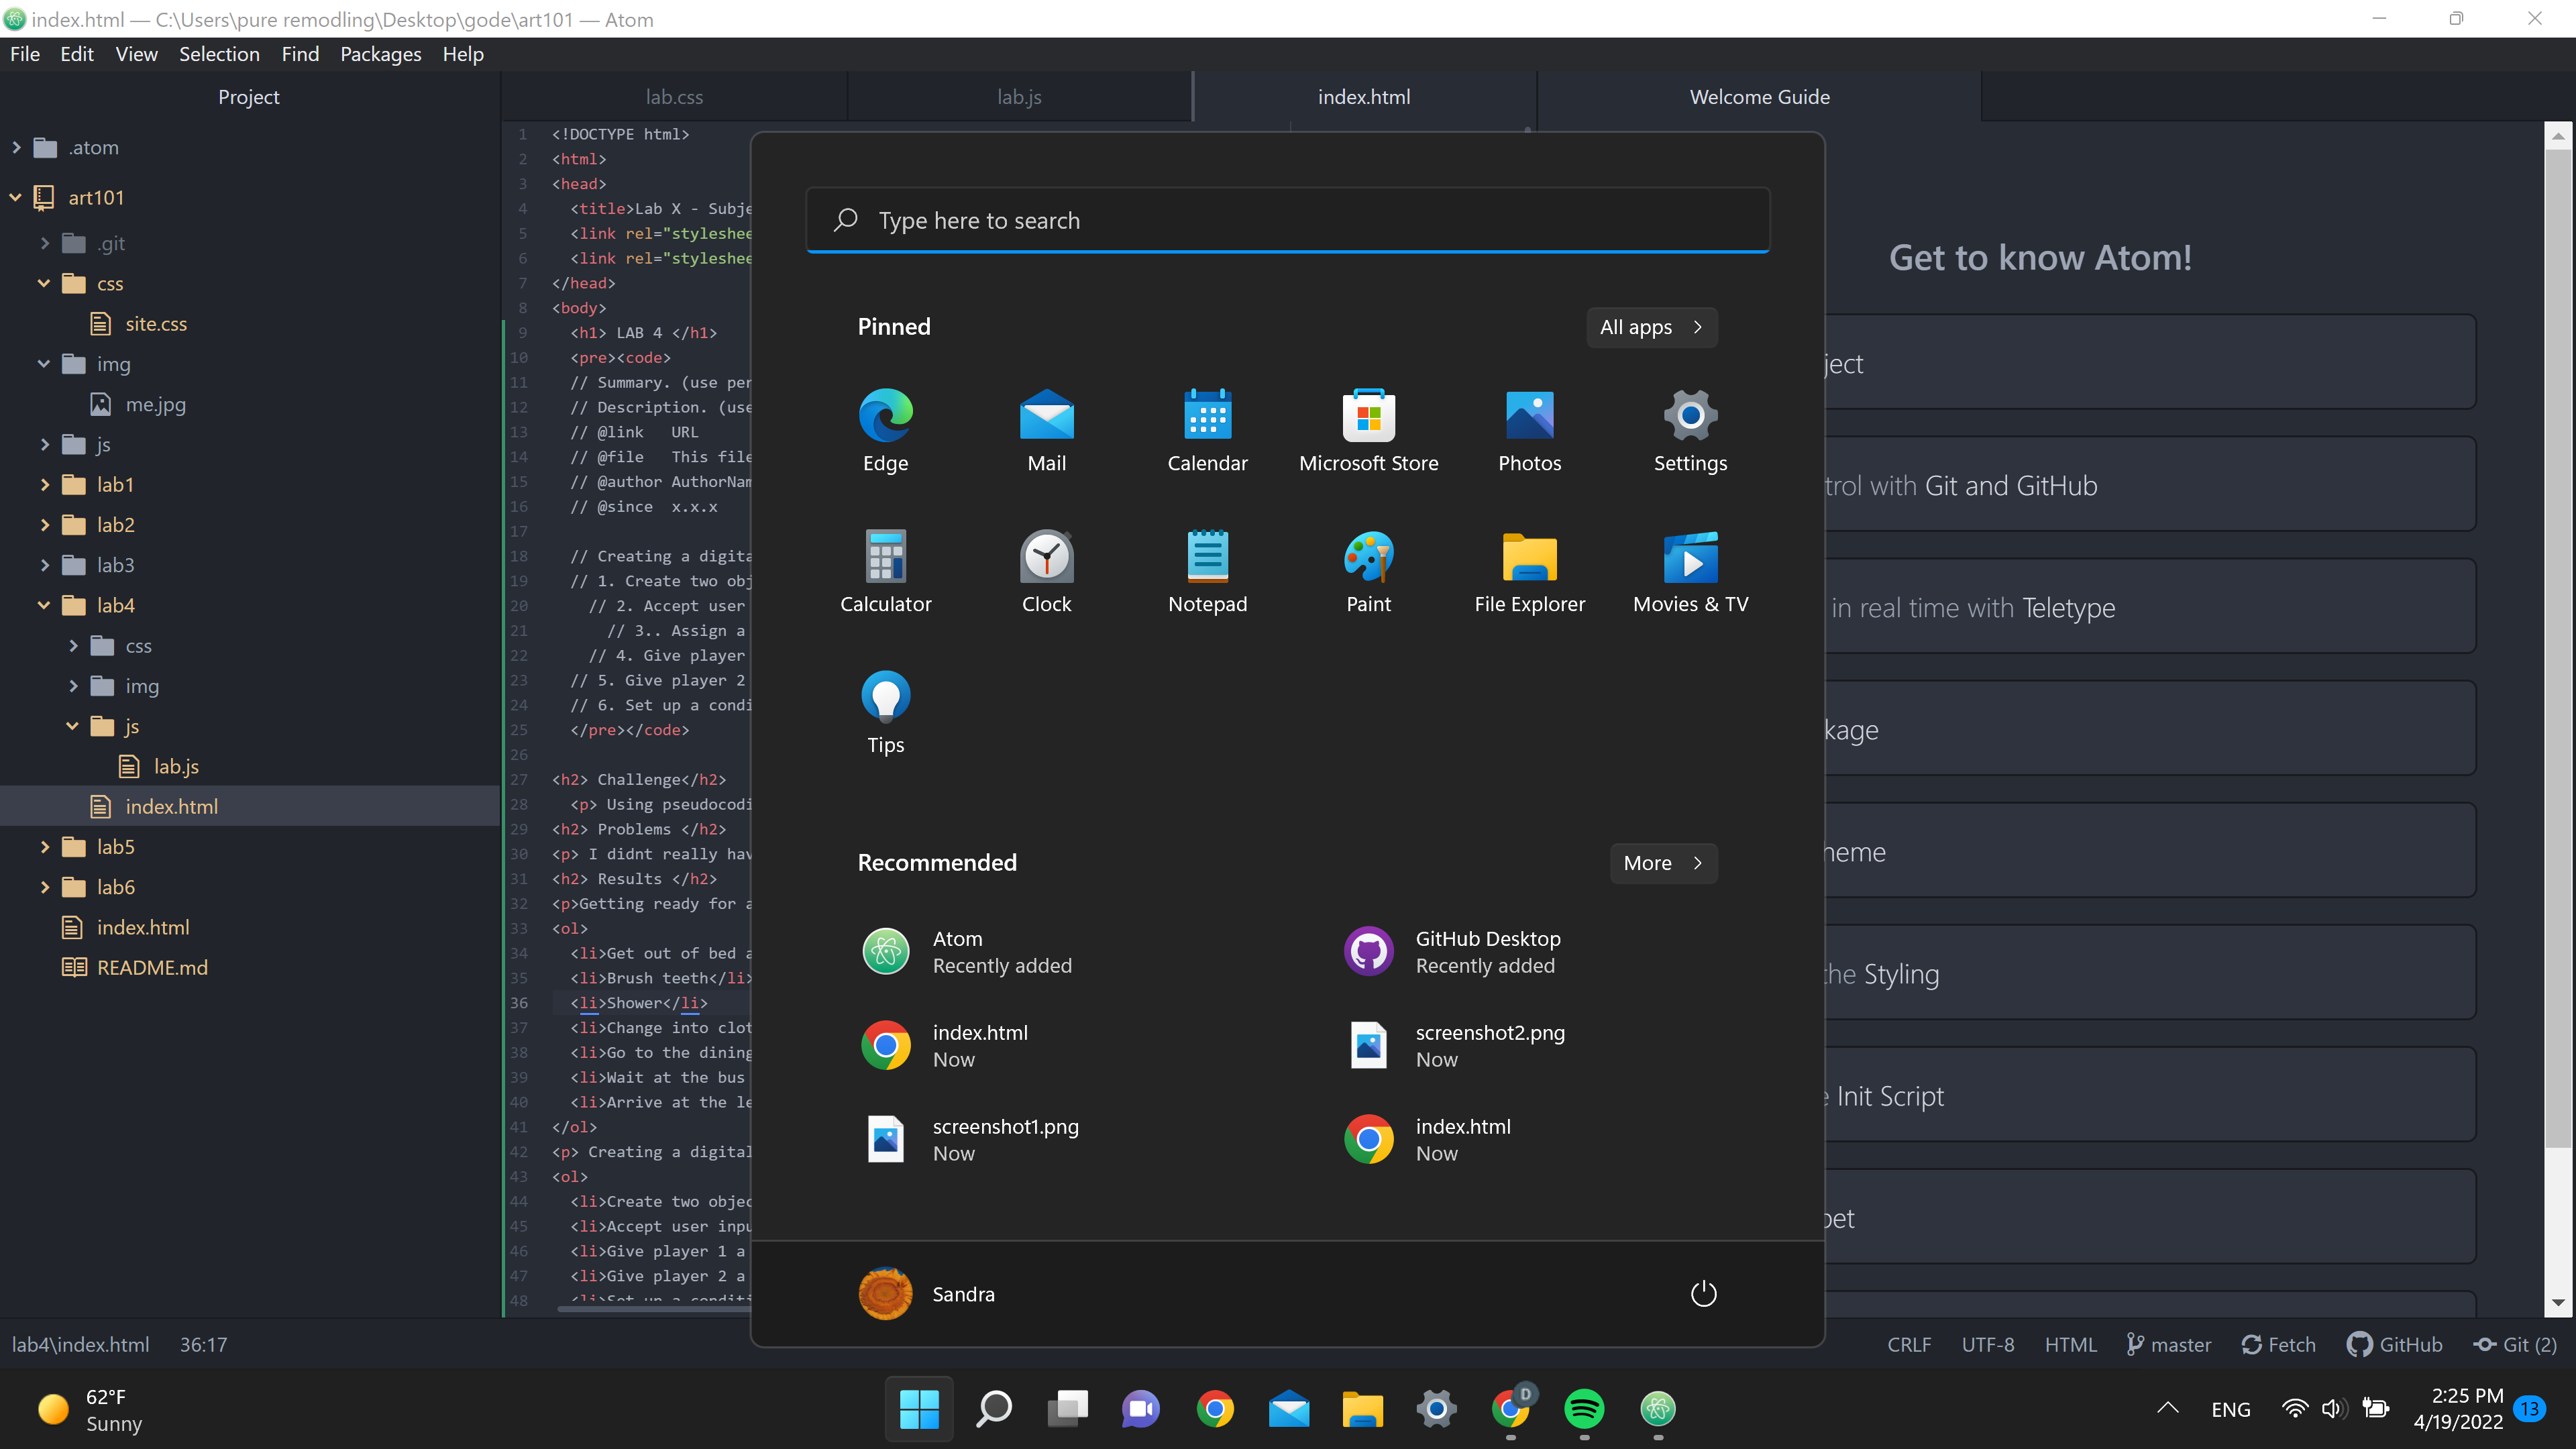 index.html — C:\Users\pure remodling\Desktop\gode\art101 — Atom
File Edit View Selection Find Packages Help
Project
lab.css lab.js index.html Welcome Guide
.atom
art101
.git
css
site.css
img
me.jpg
js
lab1
lab2
lab3
lab4
css
img
js
lab.js
index.html
lab5
lab6
index.html
README.md
1 <!DOCTYPE html>
2 <html>
3 <head>
4 <title>Lab X - Subje
5 <link rel="styleshee
6 <link rel="styleshee
7 </head>
8 <body>
9 <h1> LAB 4 </h1>
10 <pre><code>
11 // Summary. (use per
12 // Description. (use
13 // @link URL
14 // @file This file
15 // @author AuthorNam
16 // @since x.x.x
17
18 // Creating a digita
19 // 1. Create two obj
20 // 2. Accept user
21 // 3.. Assign a
22 // 4. Give player
23 // 5. Give player 2
24 // 6. Set up a condi
25 </pre></code>
26
27 <h2> Challenge</h2>
28 <p> Using pseudocodi
29 <h2> Problems </h2>
30 <p> I didnt really hav
31 <h2> Results </h2>
32 <p>Getting ready for a
33 <ol>
34 <li>Get out of bed a
35 <li>Brush teeth</li>
36 <li>Shower</li>
37 <li>Change into clot
38 <li>Go to the dining
39 <li>Wait at the bus
40 <li>Arrive at the le
41 </ol>
42 <p> Creating a digital
43 <ol>
44 <li>Create two objec
45 <li>Accept user inpu
46 <li>Give player 1 a
47 <li>Give player 2 a
48 <li>Set up a conditi
Type here to search
Pinned All apps
Edge Mail Calendar Microsoft Store Photos Settings
Calculator Clock Notepad Paint File Explorer Movies & TV
Tips
Recommended More
Atom
Recently added
GitHub Desktop
Recently added
index.html
Now
screenshot2.png
Now
screenshot1.png
Now
index.html
Now
Sandra
Get to know Atom!
ject
trol with Git and GitHub
in real time with Teletype
kage
heme
the Styling
e Init Script
pet
lab4\index.html 36:17
CRLF UTF-8 HTML master Fetch GitHub Git (2)
62°F
Sunny
D
ENG
2:25 PM
4/19/2022
13